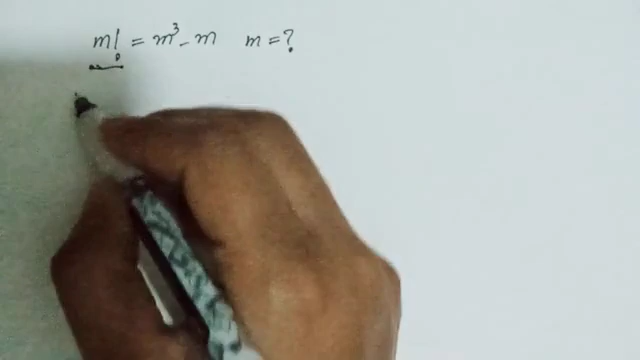 m! = m³ - m m = ?